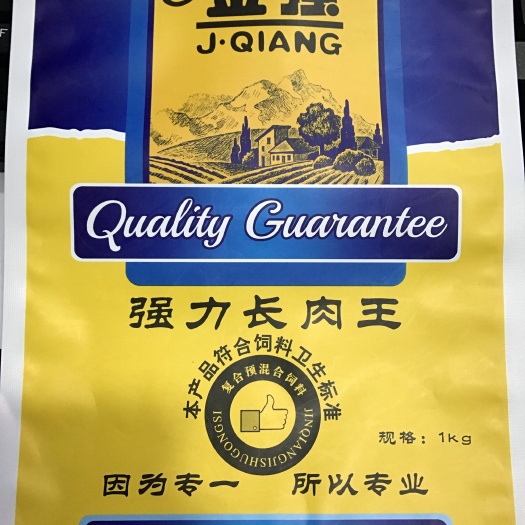 J·QIANG
Quality Guarantee
强力长肉王
本产品符合饲料卫生标准
复合预混合饲料
JINQIANGJISHUGONGS
规格：1kg
因为专一 所以专业